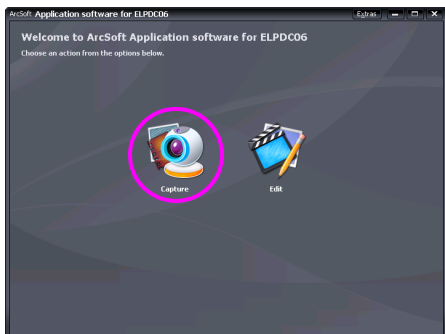 ArcSoft Application software for ELPDC06
Extras
Welcome to ArcSoft Application software for ELPDC06
Choose an action from the options below.
Capture
Edit